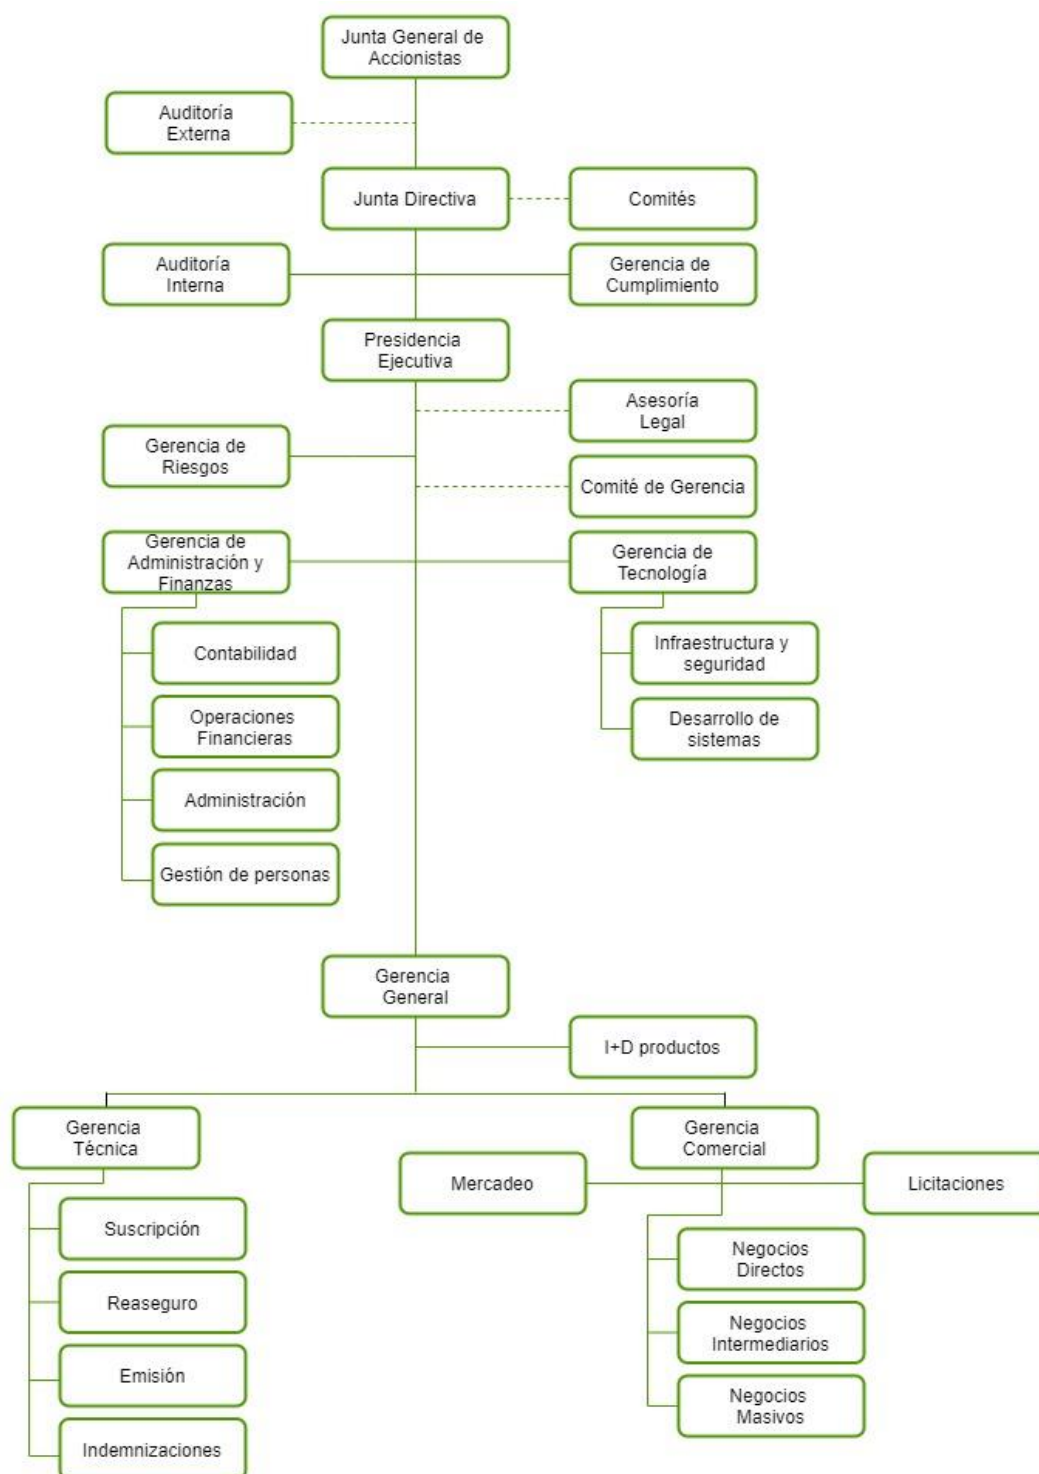 Junta General de
Accionistas
Auditoría
Externa
Junta Directiva
Comités
Auditoría
Interna
Gerencia de
Cumplimiento
Presidencia
Ejecutiva
Asesoría
Legal
Gerencia de
Riesgos
Comité de Gerencia
Gerencia de
Administración y
Finanzas
Gerencia de
Tecnología
Contabilidad
Infraestructura y
seguridad
Operaciones
Financieras
Desarrollo de
sistemas
Administración
Gestión de personas
Gerencia
General
I+D productos
Gerencia
Técnica
Gerencia
Comercial
Mercadeo
Licitaciones
Suscripción
Negocios
Directos
Reaseguro
Negocios
Intermediarios
Emisión
Negocios
Masivos
Indemnizaciones